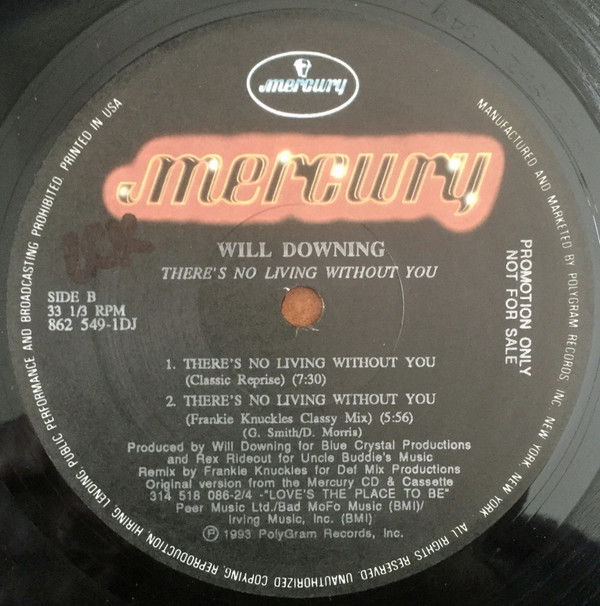 mercury
mercury
WILL DOWNING
THERE'S NO LIVING WITHOUT YOU
SIDE B
33 1/3 RPM
862 549-1DJ
PROMOTION ONLY
NOT FOR SALE
1. THERE'S NO LIVING WITHOUT YOU
(Classic Reprise) (7:30)
2. THERE'S NO LIVING WITHOUT YOU
(Frankie Knuckles Classy Mix) (5:56)
(G. Smith/D. Morris)
Produced by Will Downing for Blue Crystal Productions
and Rex Rideout for Uncle Buddie's Music
Remix by Frankie Knuckles for Def Mix Productions
Original version from the Mercury CD & Cassette
314 518 086-2/4 -"LOVE'S THE PLACE TO BE"
Peer Music Ltd./Bad MoFo Music (BMI)/
Irving Music, Inc. (BMI)
Ⓟ 1993 PolyGram Records, Inc.
MANUFACTURED AND MARKETED BY POLYGRAM RECORDS, INC. NEW YORK, NEW YORK. ALL RIGHTS RESERVED. UNAUTHORIZED COPYING, REPRODUCTION HIRING, LENDING, PUBLIC PERFORMANCE AND BROADCASTING PROHIBITED. PRINTED IN USA